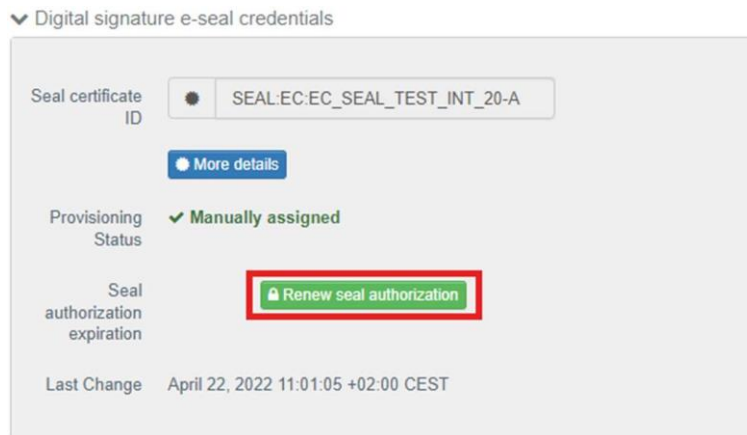 Digital signature e-seal credentials
Seal certificate
ID
SEAL:EC:EC_SEAL_TEST_INT_20-A
More details
Provisioning
Status
Manually assigned
Seal
authorization
expiration
Renew seal authorization
Last Change
April 22, 2022 11:01:05 +02:00 CEST